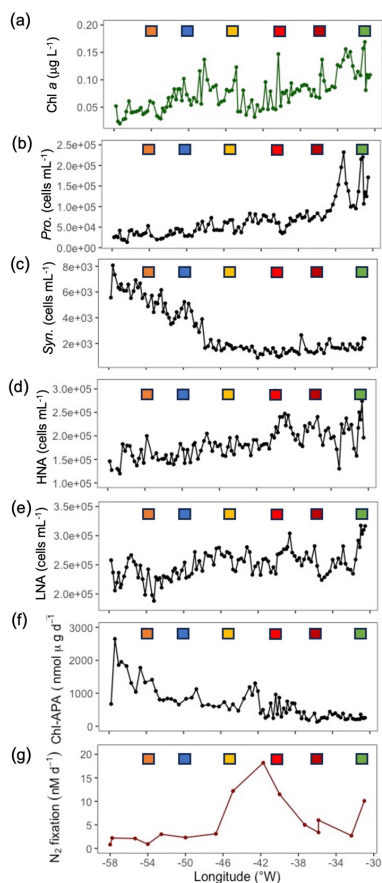 (a)
Chl a (µg L-1)
0.20
0.15
0.10
0.05
(b)
Pro. (cells mL-1)
2.5e+05
2.0e+05
1.5e+05
1.0e+05
5.0e+04
0.0e+00
(c)
Syn. (cells mL-1)
8e+03
6e+03
4e+03
2e+03
(d)
HNA (cells mL-1)
3.0e+05
2.5e+05
2.0e+05
1.5e+05
1.0e+05
(e)
LNA (cells mL-1)
3.5e+05
3.0e+05
2.5e+05
2.0e+05
(f)
Chl-APA (nmol µ g d-1)
3000
2000
1000
0
(g)
N2 fixation (nM d-1)
20
15
10
5
0
-58 -54 -50 -46 -42 -38 -34 -30
Longitude (°W)